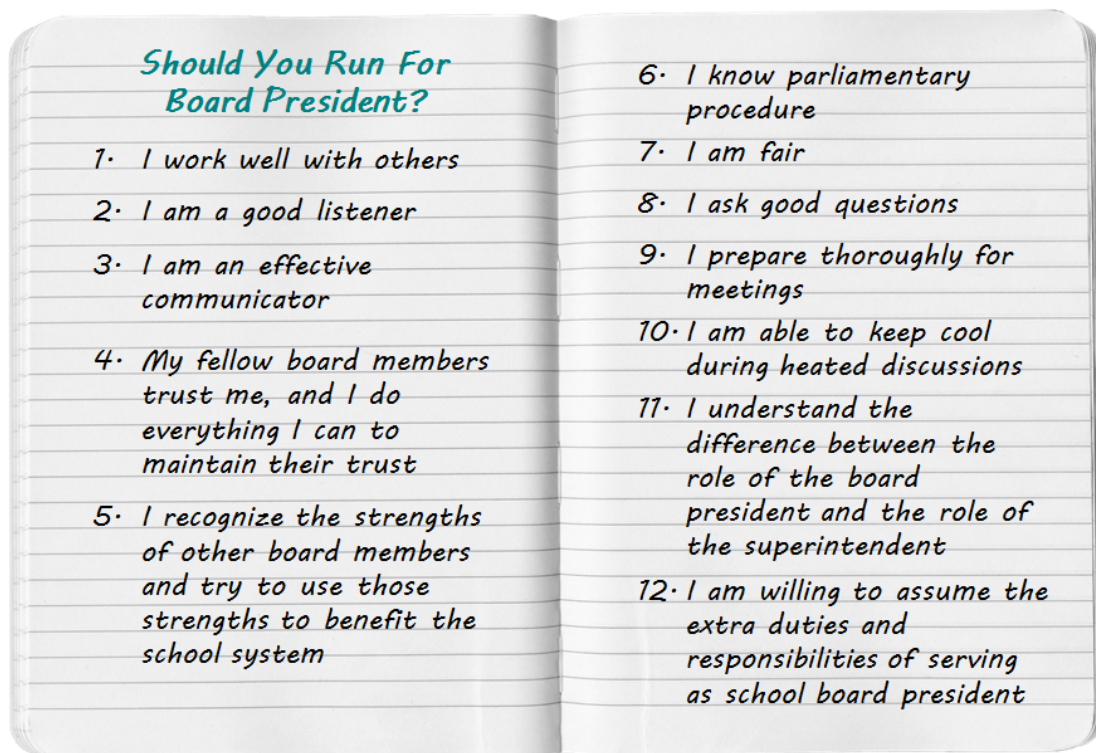 Should You Run For
Board President?
1. I work well with others
2. I am a good listener
3. I am an effective
communicator
4. My fellow board members
trust me, and I do
everything I can to
maintain their trust
5. I recognize the strengths
of other board members
and try to use those
strengths to benefit the
school system
6. I know parliamentary
procedure
7. I am fair
8. I ask good questions
9. I prepare thoroughly for
meetings
10. I am able to keep cool
during heated discussions
11. I understand the
difference between the
role of the board
president and the role of
the superintendent
12. I am willing to assume the
extra duties and
responsibilities of serving
as school board president